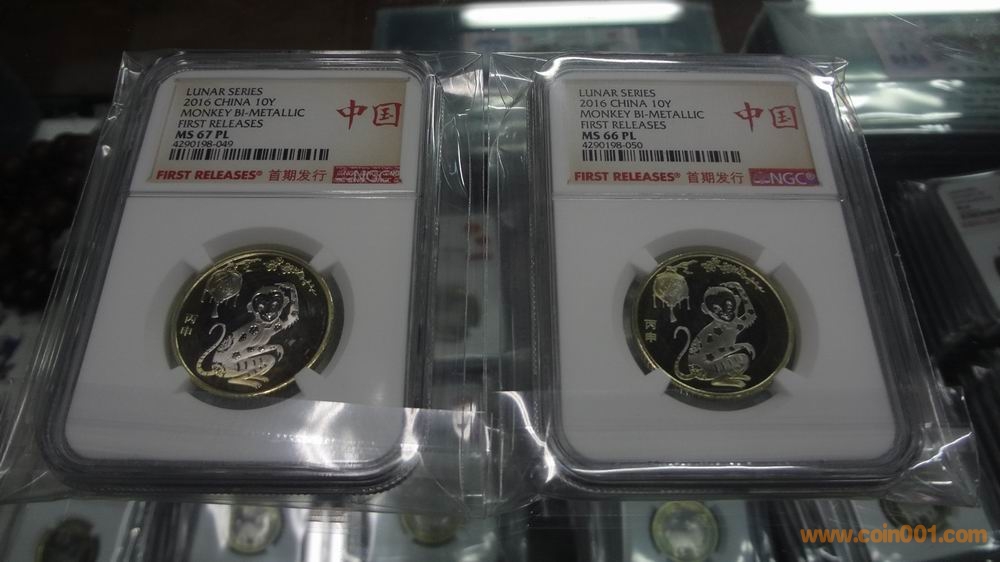 LUNAR SERIES
2016 CHINA 10Y
MONKEY BI-METALLIC
FIRST RELEASES
MS 67 PL
4290198-049
中国
FIRST RELEASES® 首期发行 NGC
丙申
LUNAR SERIES
2016 CHINA 10Y
MONKEY BI-METALLIC
FIRST RELEASES
MS 66 PL
4290198-050
中国
FIRST RELEASES® 首期发行 NGC®
丙申
www.coin001.com